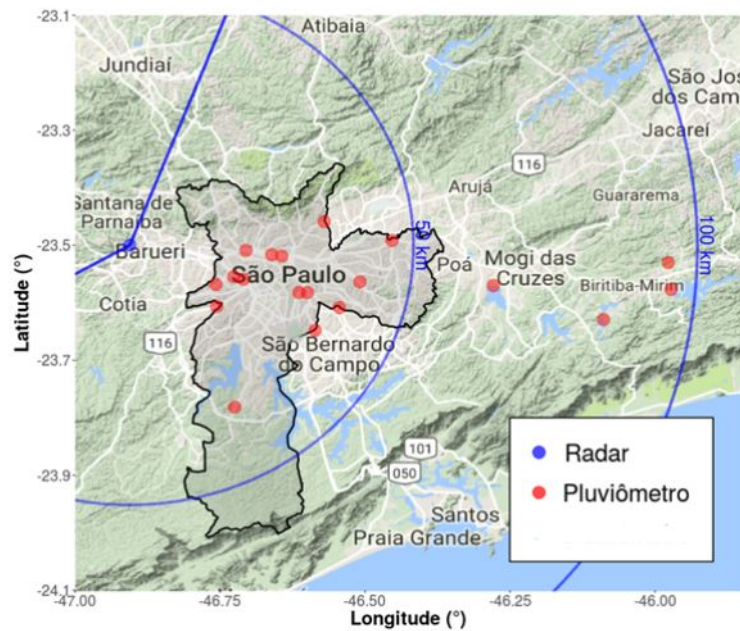 -23.1
-23.3
-23.5
-23.7
-23.9
-24.1
Latitude (°)
Atibaia
Jundiaí
São Jos
dos Cam
Jacareí
116
Arujá
Guararema
Santana de
Parnaíba
Barueri
50 km
100 km
Poá
Mogi das
Cruzes
São Paulo
Biritiba-Mirim
Cotia
116
São Bernardo
do Campo
101
050
Santos
Praia Grande
Radar
Pluviômetro
-47.00
-46.75
-46.50
-46.25
-46.00
Longitude (°)